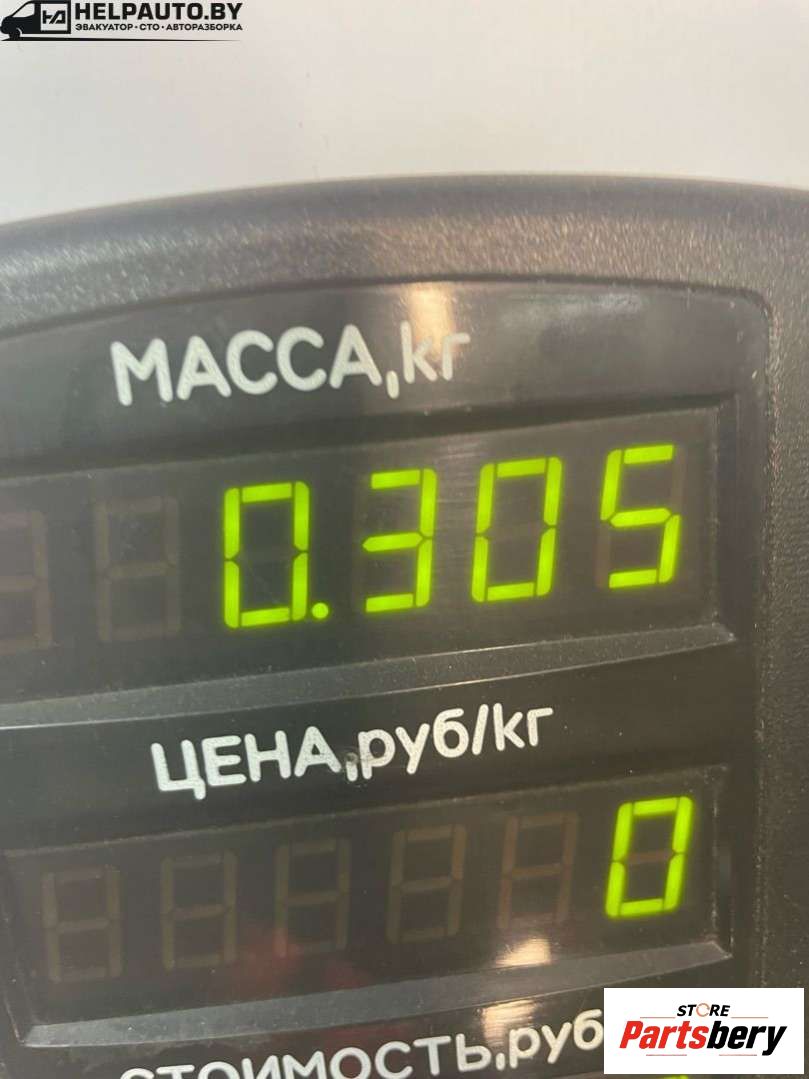 HELPAUTO.BY
ЭВАКУАТОР•СТО•АВТОРАЗБОРКА
МАССА,кг
0.305
ЦЕНА,руб/кг
0
СТОИМОСТЬ,руб
STORE
Partsbery